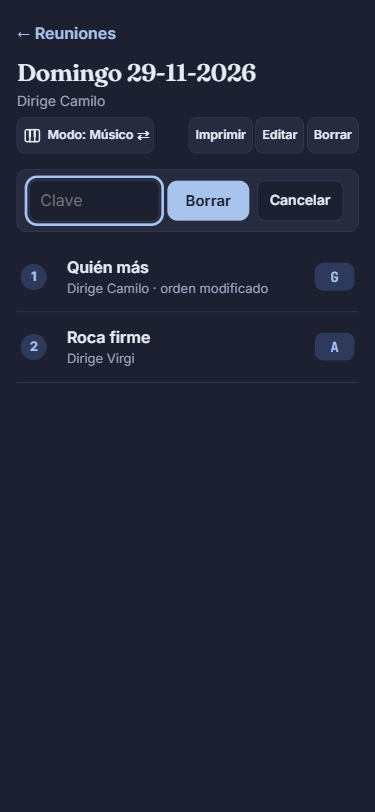 ← Reuniones
Domingo 29-11-2026
Dirige Camilo
Modo: Músico ⇄ Imprimir Editar Borrar
Clave Borrar Cancelar
1 Quién más G
Dirige Camilo · orden modificado
2 Roca firme A
Dirige Virgi